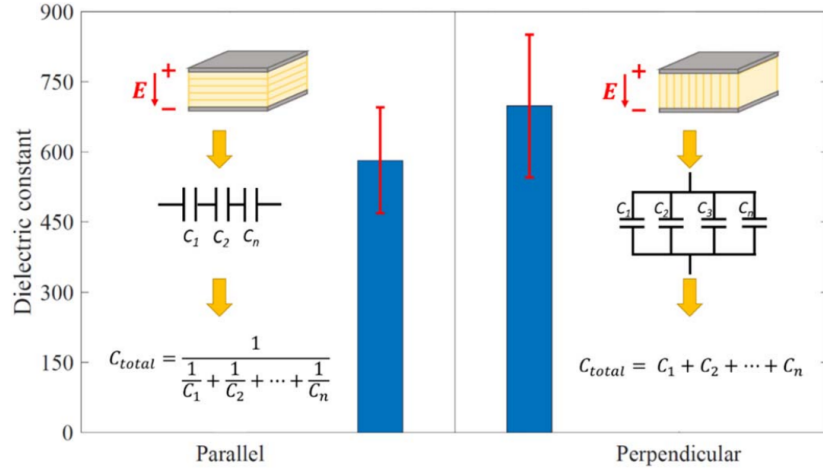 Dielectric constant
900
750
600
450
300
150
0
E + −
C1 C2 Cn
Ctotal = 1 / (1/C1 + 1/C2 + ⋯ + 1/Cn)
Parallel
E + −
C1 C2 C3 Cn
Ctotal = C1 + C2 + ⋯ + Cn
Perpendicular